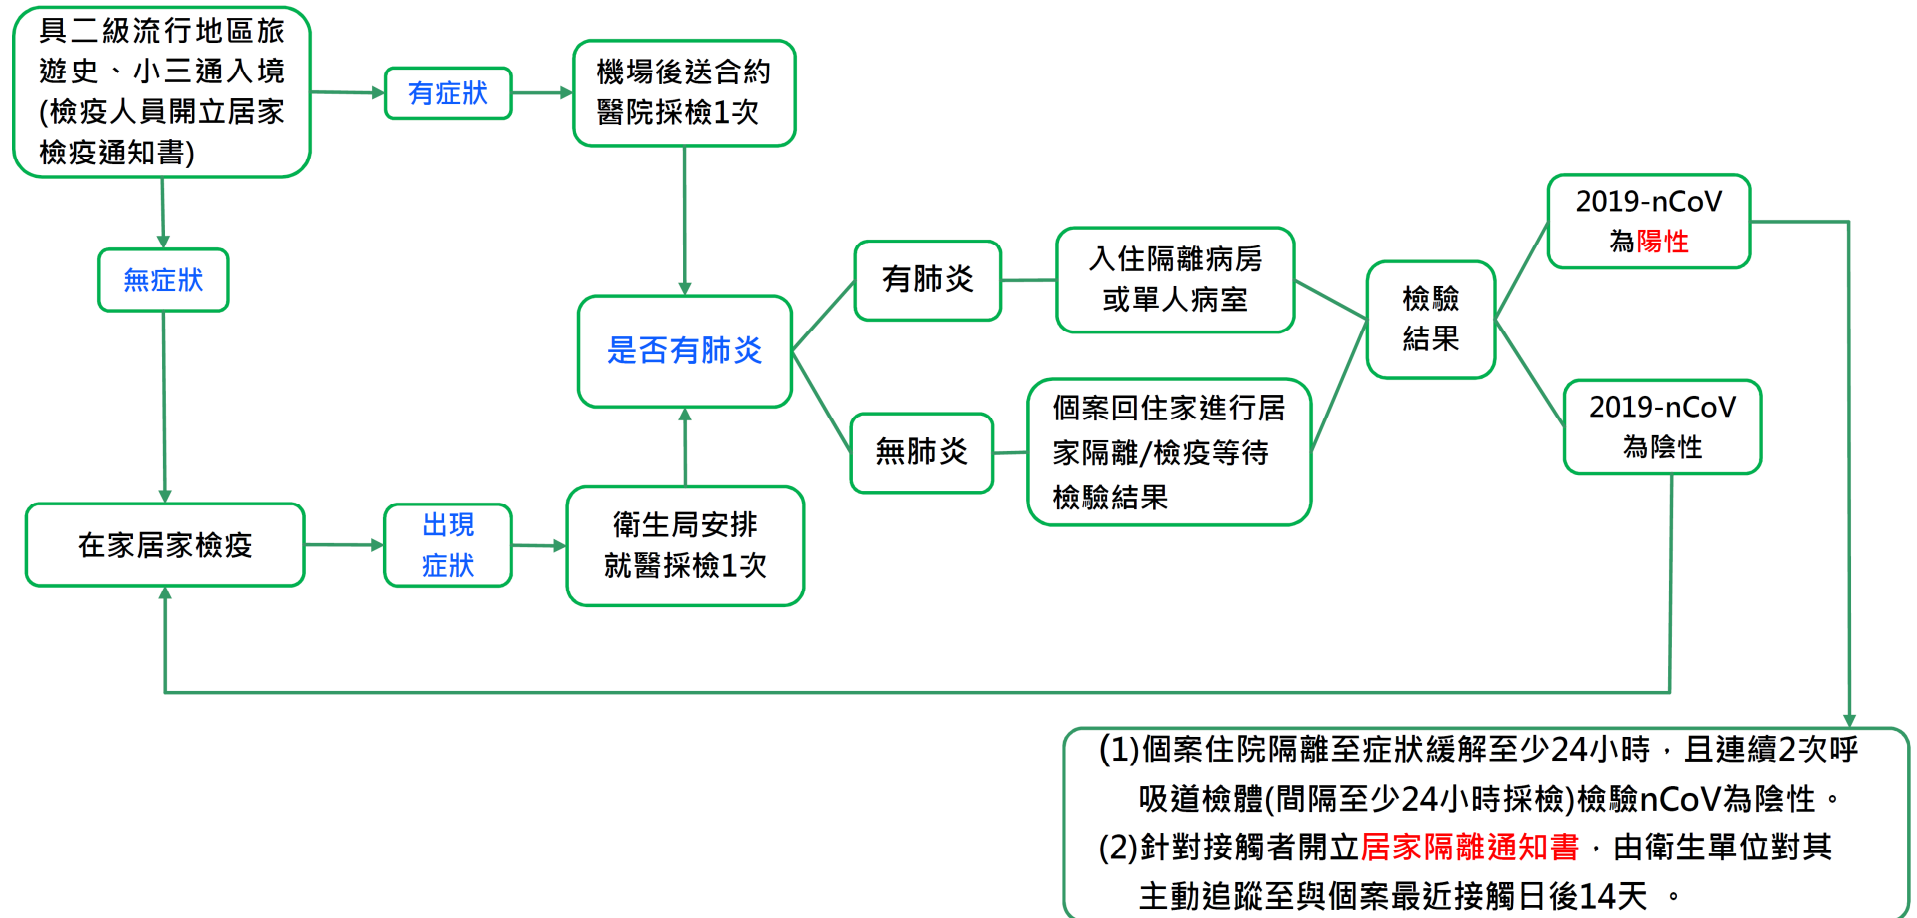 具二級流行地區旅
遊史、小三通入境
(檢疫人員開立居家
檢疫通知書)
有症狀
機場後送合約
醫院採檢1次
無症狀
是否有肺炎
有肺炎
入住隔離病房
或單人病室
無肺炎
個案回住家進行居
家隔離/檢疫等待
檢驗結果
檢驗
結果
2019-nCoV
為陽性
2019-nCoV
為陰性
在家居家檢疫
出現
症狀
衛生局安排
就醫採檢1次
(1)個案住院隔離至症狀緩解至少24小時，且連續2次呼
吸道檢體(間隔至少24小時採檢)檢驗nCoV為陰性。
(2)針對接觸者開立居家隔離通知書，由衛生單位對其
主動追蹤至與個案最近接觸日後14天 。